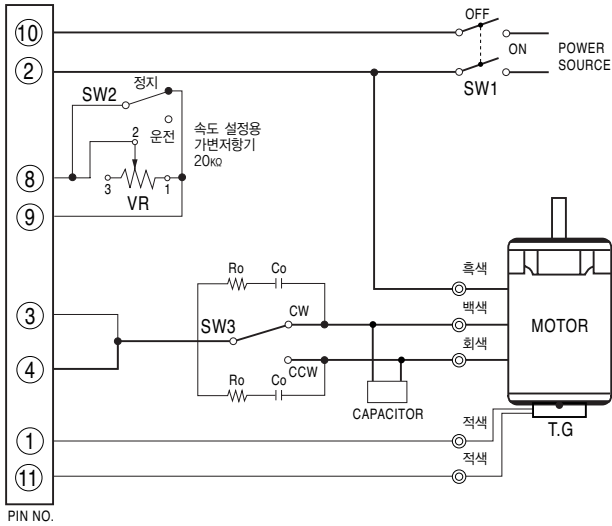 OFF
10
ON
POWER
SOURCE
2
SW1
정지
SW2
운전
속도 설정용
가변저항기
20KΩ
2
8
3
1
VR
9
흑색
Ro
Co
백색
MOTOR
3
SW3
CW
회색
4
CCW
Ro
Co
CAPACITOR
적색
T.G
1
적색
11
PIN NO.